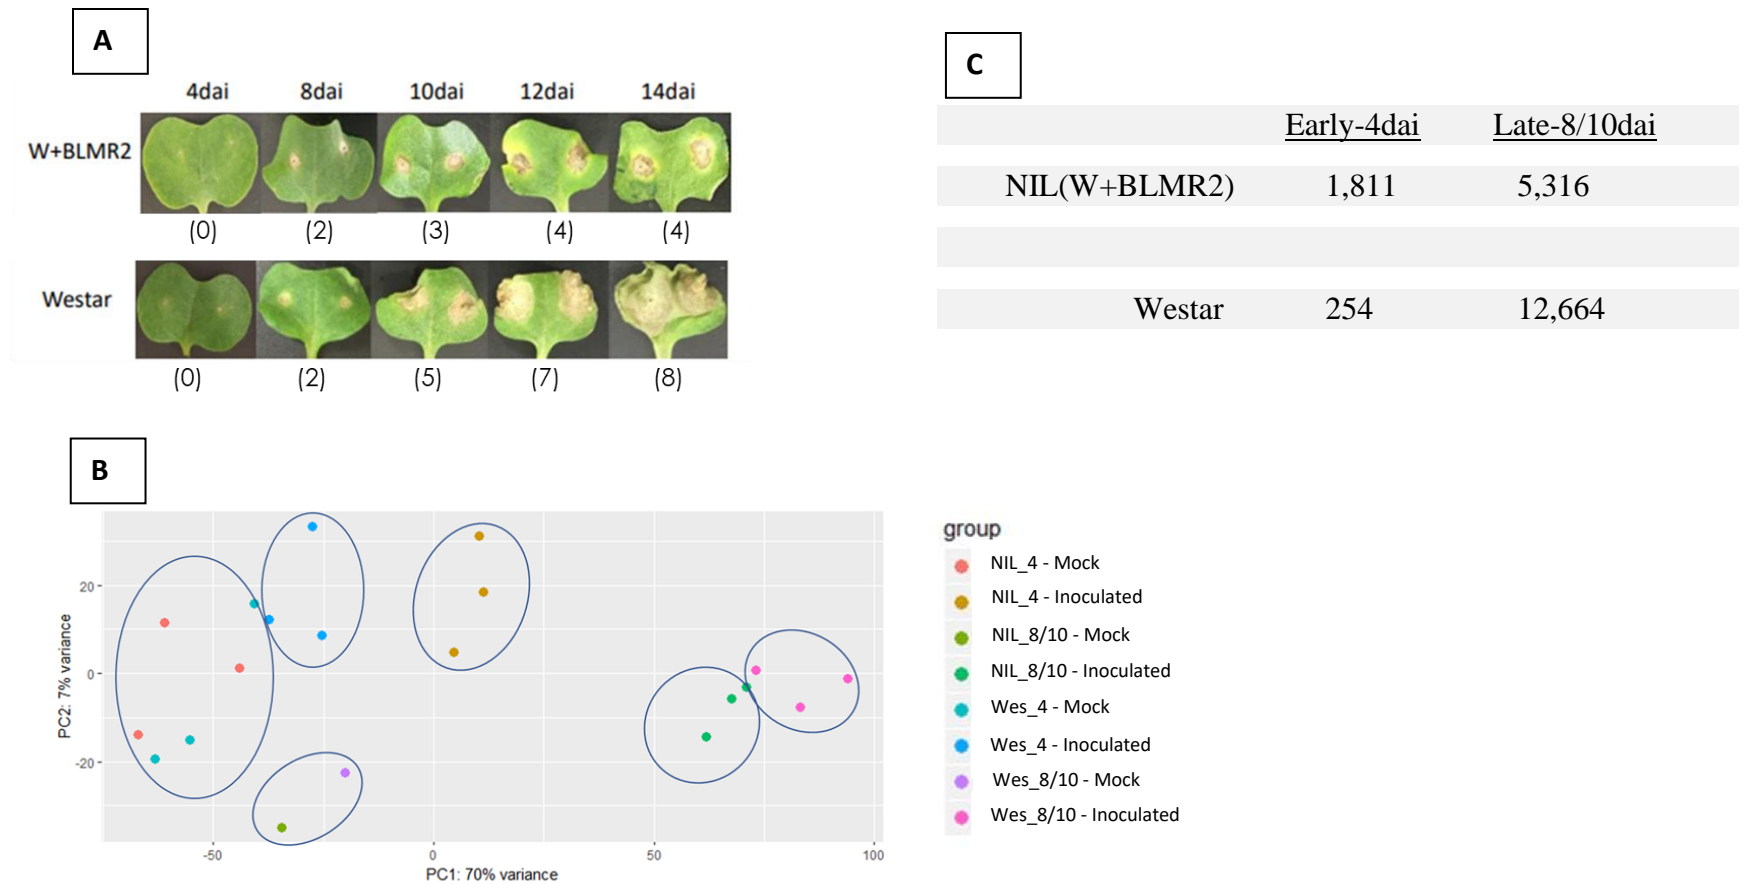 A
4dai 8dai 10dai 12dai 14dai
W+BLMR2
(0) (2) (3) (4) (4)
Westar
(0) (2) (5) (7) (8)
C
Early-4dai Late-8/10dai
NIL(W+BLMR2) 1,811 5,316
Westar 254 12,664
B
PC2: 7% variance
20
0
-20
-50 0 50 100
PC1: 70% variance
group
NIL_4 - Mock
NIL_4 - Inoculated
NIL_8/10 - Mock
NIL_8/10 - Inoculated
Wes_4 - Mock
Wes_4 - Inoculated
Wes_8/10 - Mock
Wes_8/10 - Inoculated